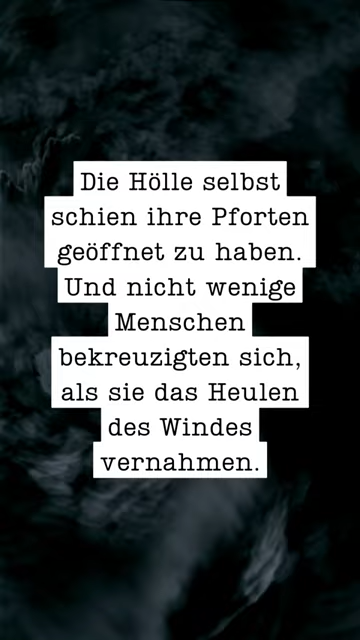 Die Hölle selbst
schien ihre Pforten
geöffnet zu haben.
Und nicht wenige
Menschen
bekreuzigten sich,
als sie das Heulen
des Windes
vernahmen.